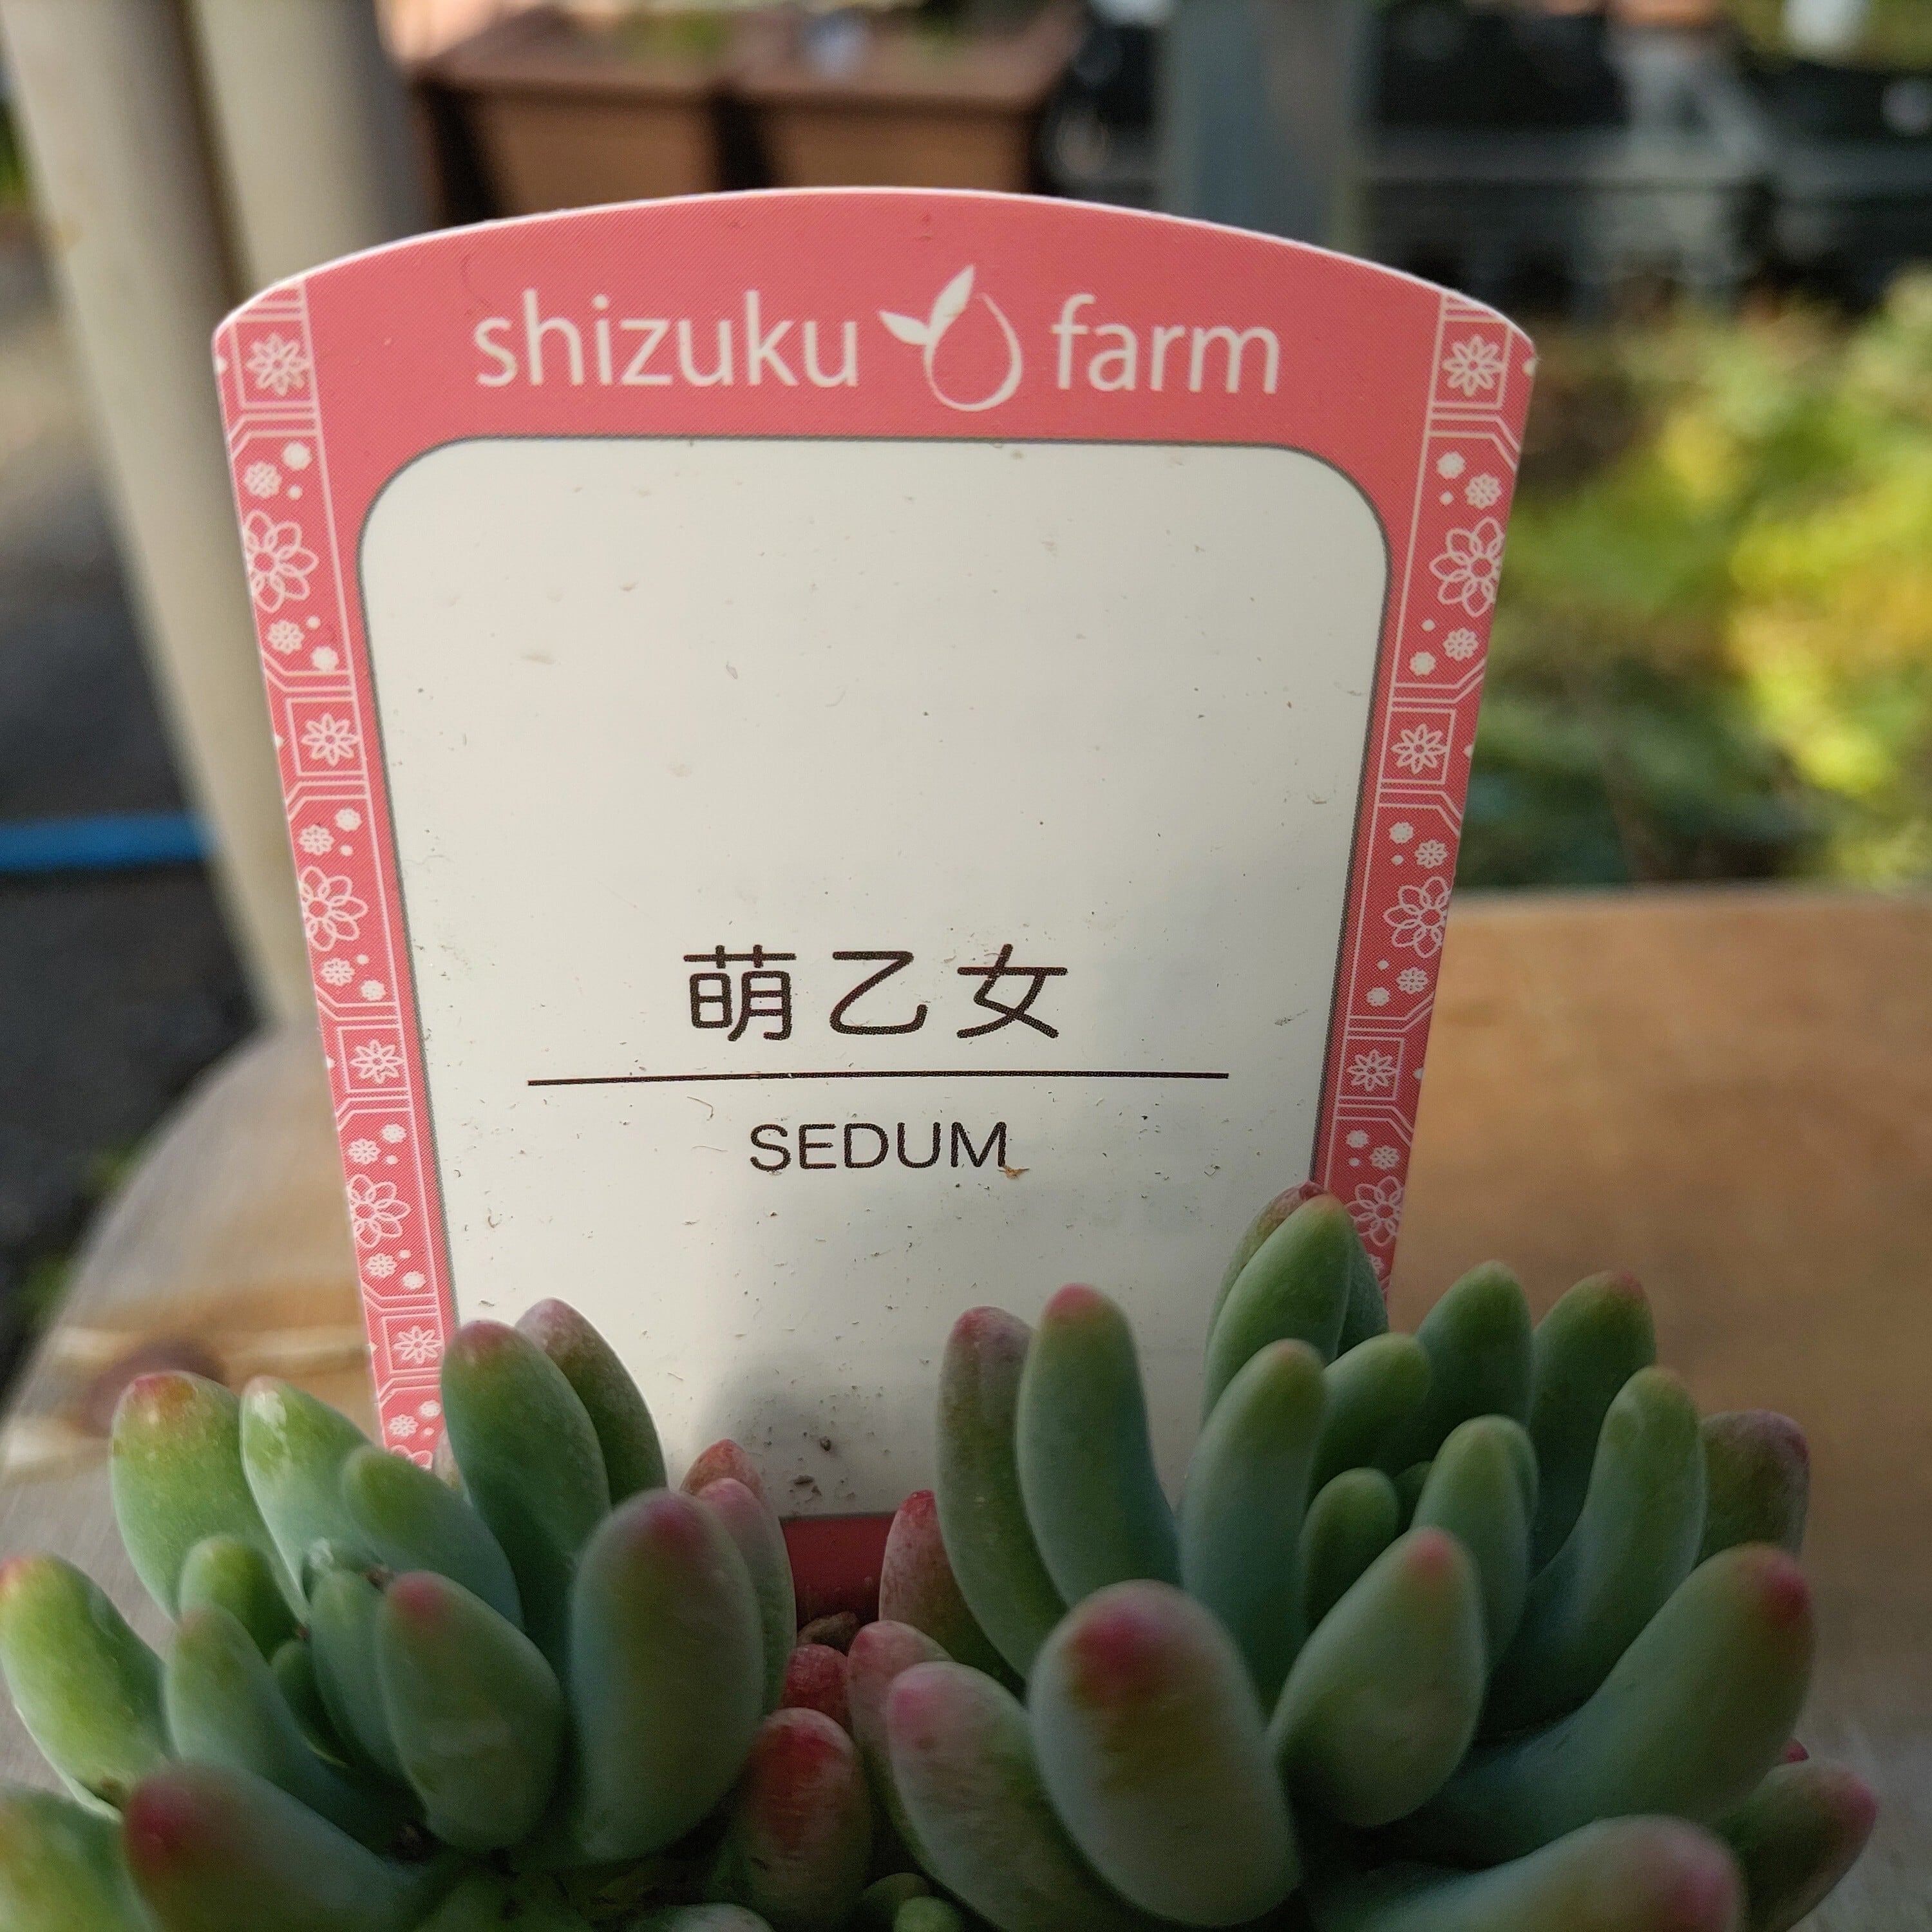 shizuku farm
萌乙女
SEDUM